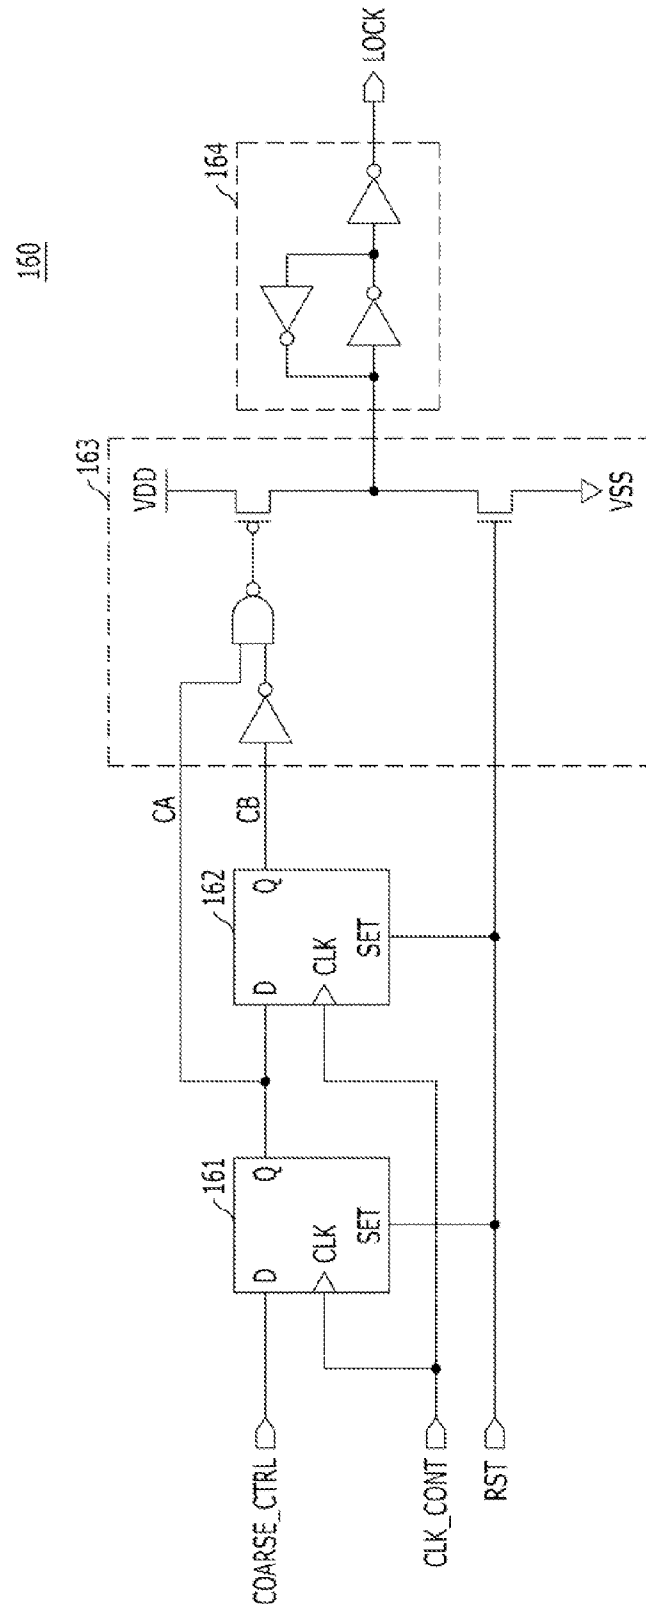 160
COARSE_CTRL
CLK_CONT
RST
161
D
Q
CLK
SET
162
D
Q
CLK
SET
CA
CB
163
VDD
VSS
164
LOCK